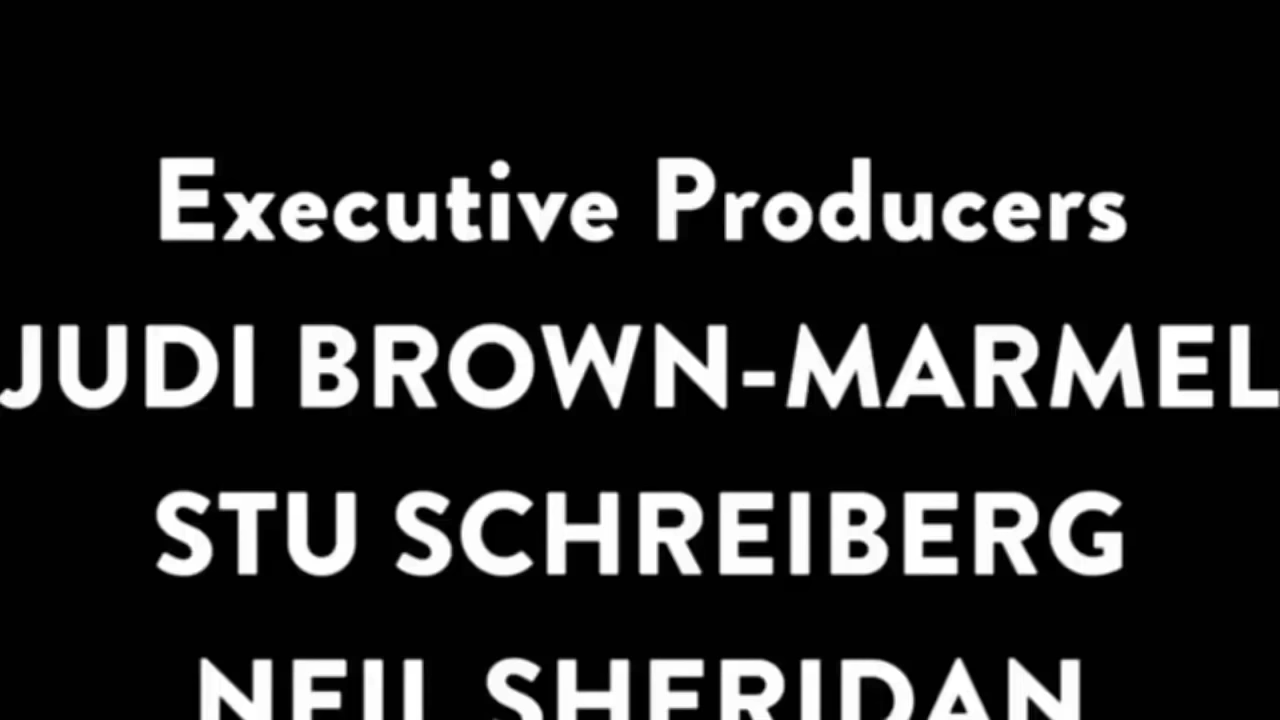 Executive Producers
JUDI BROWN-MARMEL
STU SCHREIBERG
NEIL SHERIDAN